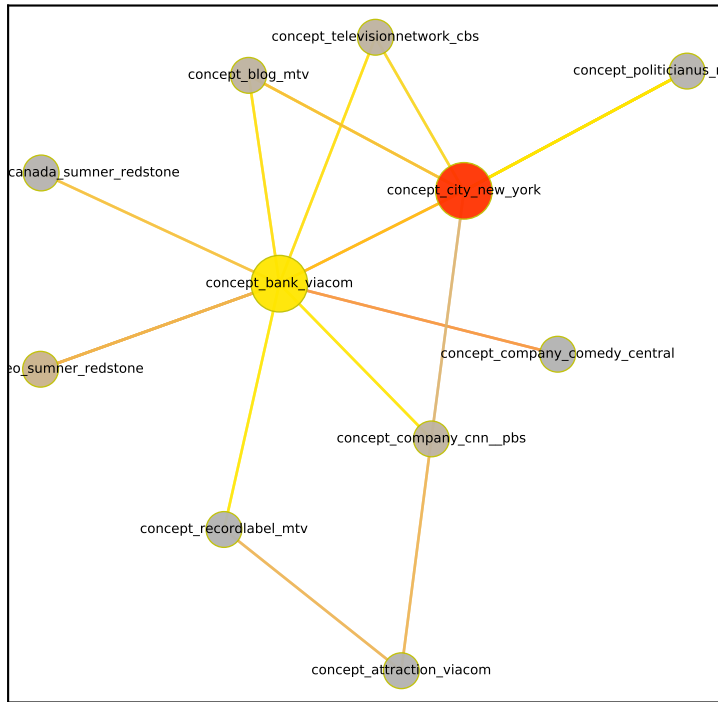 concept_televisionnetwork_cbs
concept_blog_mtv
concept_politicianus_
canada_sumner_redstone
concept_city_new_york
concept_bank_viacom
concept_company_comedy_central
eo_sumner_redstone
concept_company_cnn__pbs
concept_recordlabel_mtv
concept_attraction_viacom